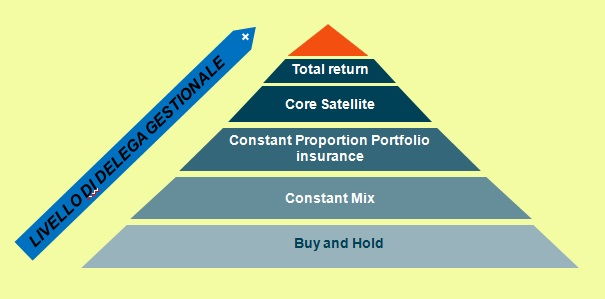 LIVELLO DI DELEGA GESTIONALE
Total return
Core Satellite
Constant Proportion Portfolio
insurance
Constant Mix
Buy and Hold